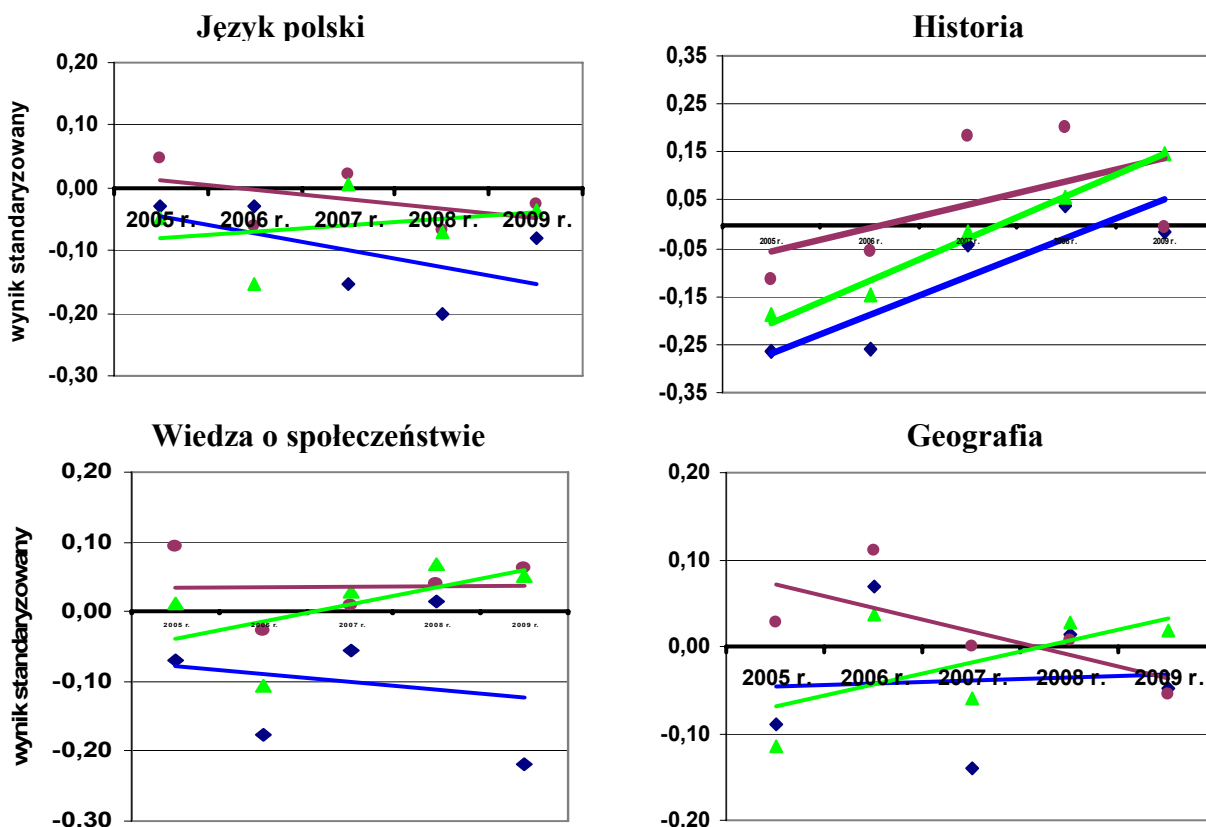 Język polski
0,20
0,10
0,00
-0,10
-0,20
-0,30
wynik standaryzowany
2005 r. 2006 r. 2007 r. 2008 r. 2009 r.
Historia
0,35
0,25
0,15
0,05
-0,05
-0,15
-0,25
-0,35
2005 r. 2006 r. 2007 r. 2008 r. 2009 r.
Wiedza o społeczeństwie
0,20
0,10
0,00
-0,10
-0,20
-0,30
wynik standaryzowany
2005 r. 2006 r. 2007 r. 2008 r. 2009 r.
Geografia
0,20
0,10
0,00
-0,10
-0,20
2005 r. 2006 r. 2007 r. 2008 r. 2009 r.